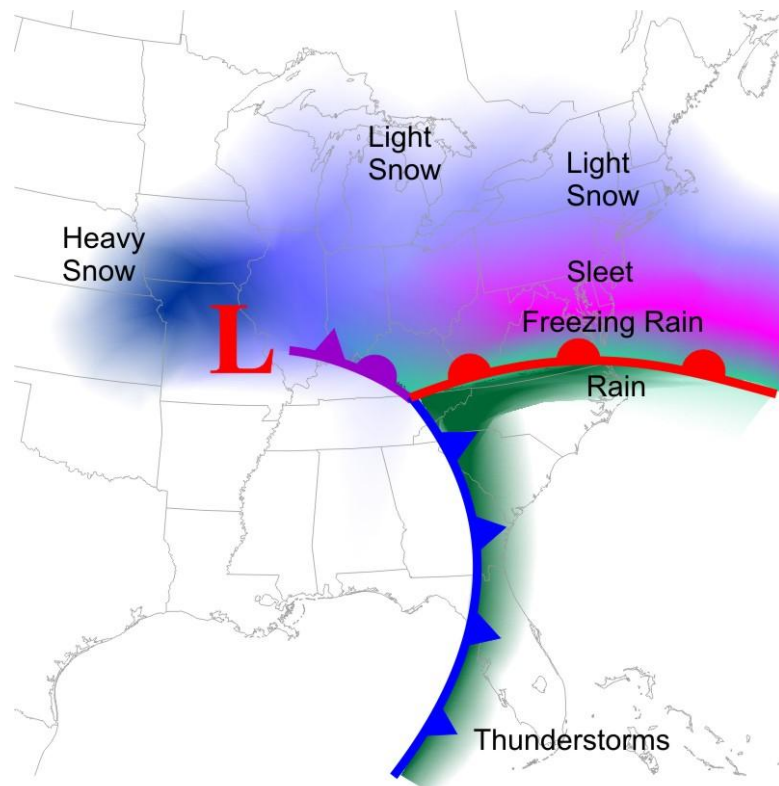 Light
Snow
Light
Snow
Heavy
Snow
Sleet
L
Freezing Rain
Rain
Thunderstorms